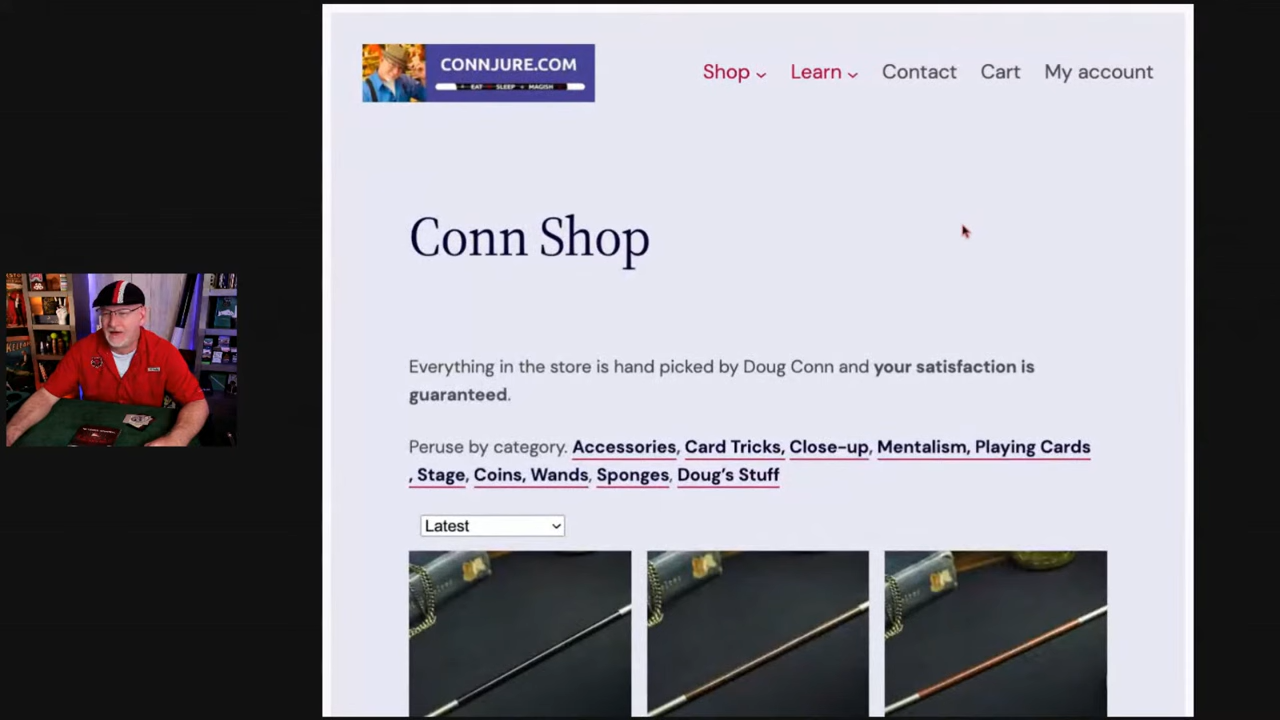 CONNJURE.COM
EAT SLEEP MAGISH
Shop Learn Contact Cart My account
Conn Shop
Everything in the store is hand picked by Doug Conn and your satisfaction is
guaranteed.
Peruse by category. Accessories, Card Tricks, Close-up, Mentalism, Playing Cards
, Stage, Coins, Wands, Sponges, Doug's Stuff
Latest